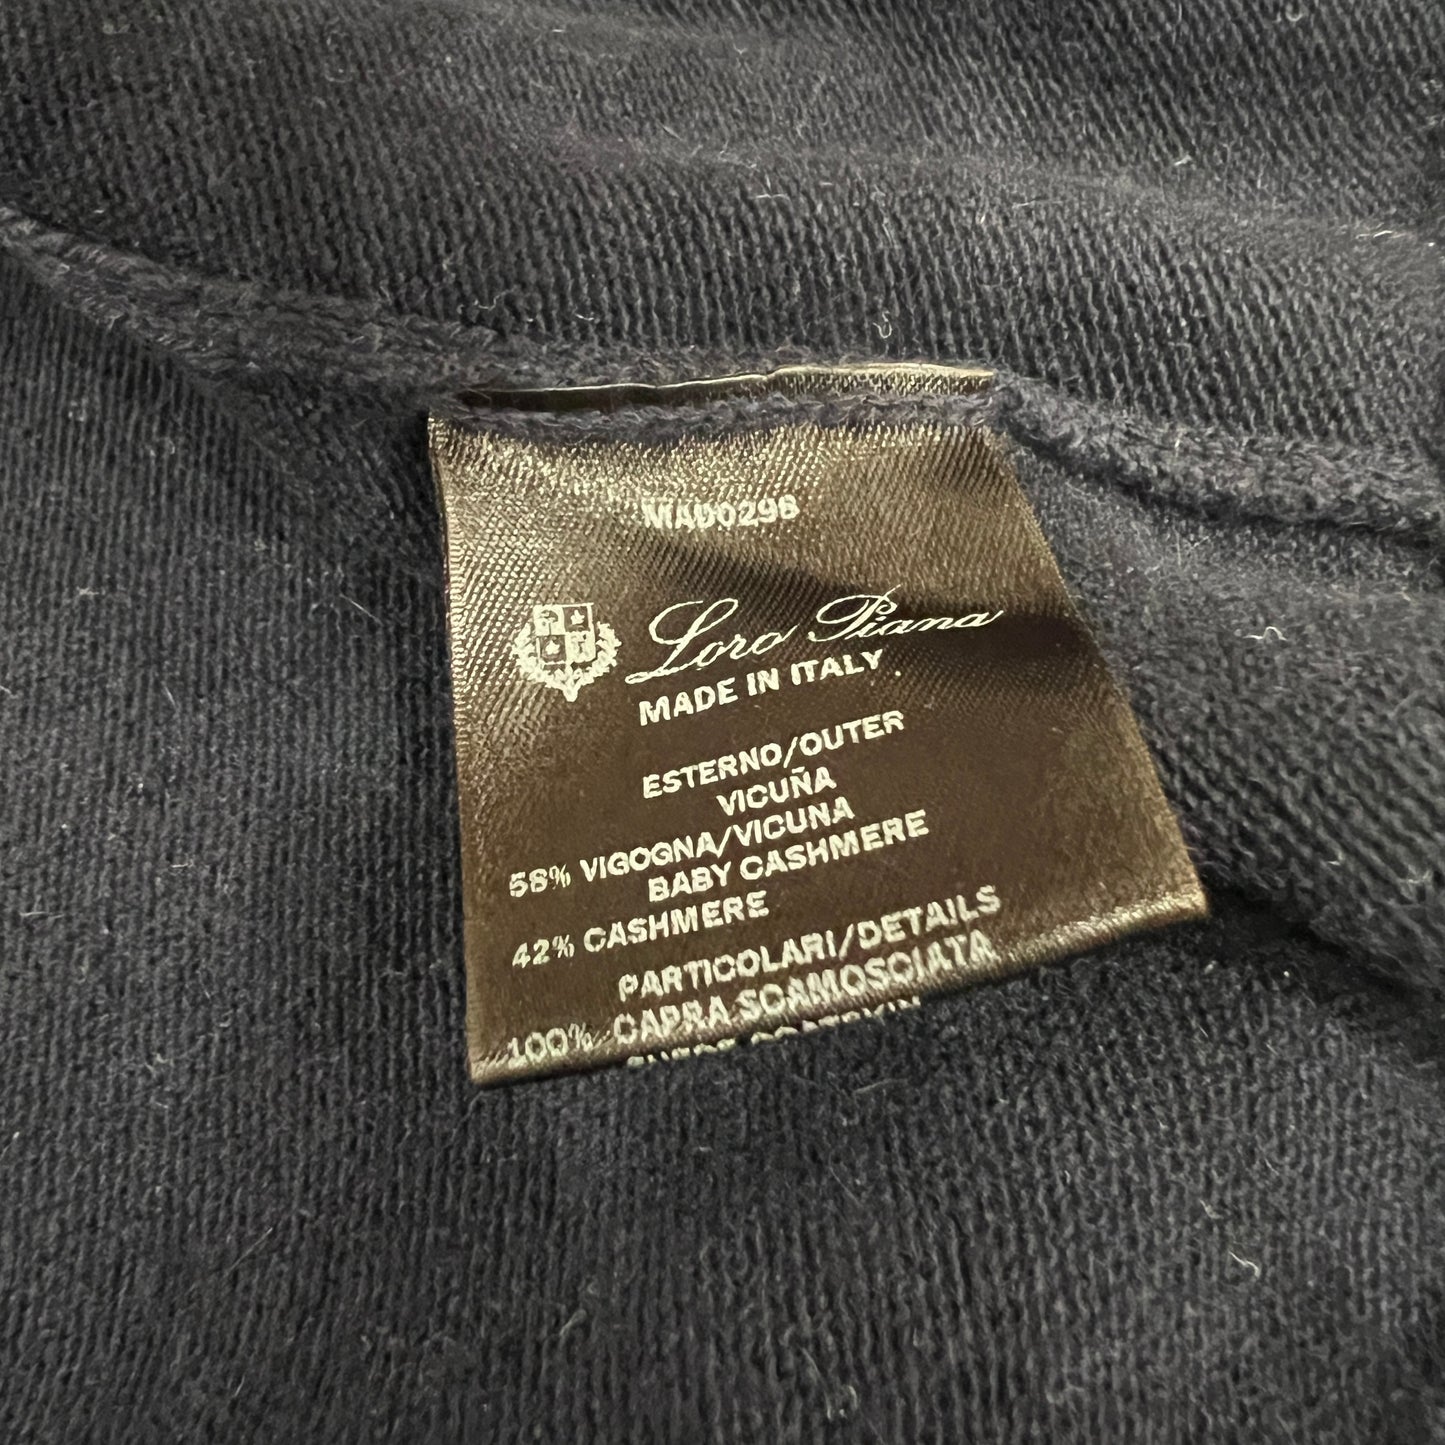 MAD0298
Loro Piana
MADE IN ITALY
ESTERNO/OUTER
VICUÑA
58% VIGOGNA/VICUNA
BABY CASHMERE
42% CASHMERE
PARTICOLARI/DETAILS
100% CAPRA SCAMOSCIATA